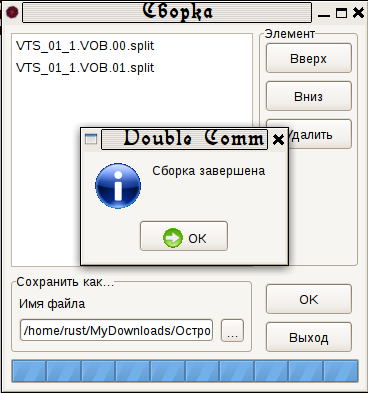 Сборка
VTS_01_1.VOB.00.split
VTS_01_1.VOB.01.split
Элемент
Вверх
Вниз
Удалить
Double Comm
Сборка завершена
OK
Сохранить как...
Имя файла
/home/rust/MyDownloads/Остро
...
OK
Выход